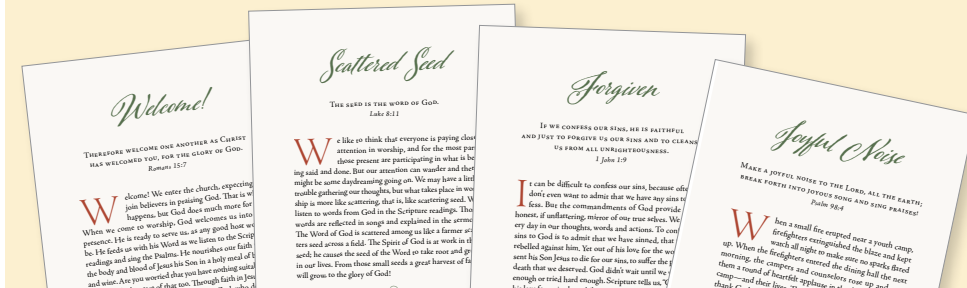 Welcome!
Therefore welcome one another as Christ
has welcomed you, for the glory of God.
Romans 15:7
Welcome! We enter the church, expecting
join believers in praising God. That is w
happens, but God does much more for
When we come to worship, God welcomes us into
presence. He is ready to serve us, as any good host w
be. He feeds us with his Word as we listen to the Scrip
readings and sing the Psalms. He nourishes our faith
the body and blood of Jesus his Son in a holy meal of b
and wine. Are you worried that you have nothing suitab
of that too. Through faith in Jesu
Scattered Seed
The seed is the word of God.
Luke 8:11
We like to think that everyone is paying close
attention in worship, and for the most par
those present are participating in what is be
ing said and done. But our attention can wander and the
might be some daydreaming going on. We may have a littl
trouble gathering our thoughts, but what takes place in wo
ship is more like scattering, that is, like scattering seed. W
listen to words from God in the Scripture readings. Tho
words are reflected in songs and explained in the sermo
The Word of God is scattered among us like a farmer sc
ters seed across a field. The Spirit of God is at work in th
seed; he causes the seed of the Word to take root and gr
in our lives. From those small seeds a great harvest of fa
will grows to the glory of God!
Forgiven
If we confess our sins, he is faithful
and just to forgive us our sins and to cleans
us from all unrighteousness.
1 John 1:9
It can be difficult to confess our sins, because ofte
don't even want to admit that we have any sins to
fess. But the commandments of God provide
honest, if unflattering, mirror of our true selves. We
ery day in our thoughts, words, and actions. To con
sins to God is to admit that we have sinned, that
rebelled against him. Yet out of his love for the wo
sent his Son Jesus to die for our sins, to suffer the p
death that we deserved. God didn't wait until we
enough or tried hard enough. Scripture tells us, "G
Joyful Noise
Make a joyful noise to the Lord, all the earth;
break forth into joyous song and sing praises!
Psalm 98:4
When a small fire erupted near a youth camp,
firefighters extinguished the blaze and kept
watch all night to make sure no sparks flared
up. When the firefighters entered the dining hall the next
morning, the campers and counselors rose up and
them a round of heartfelt applause in tha
camp—and their lives. The
thank G